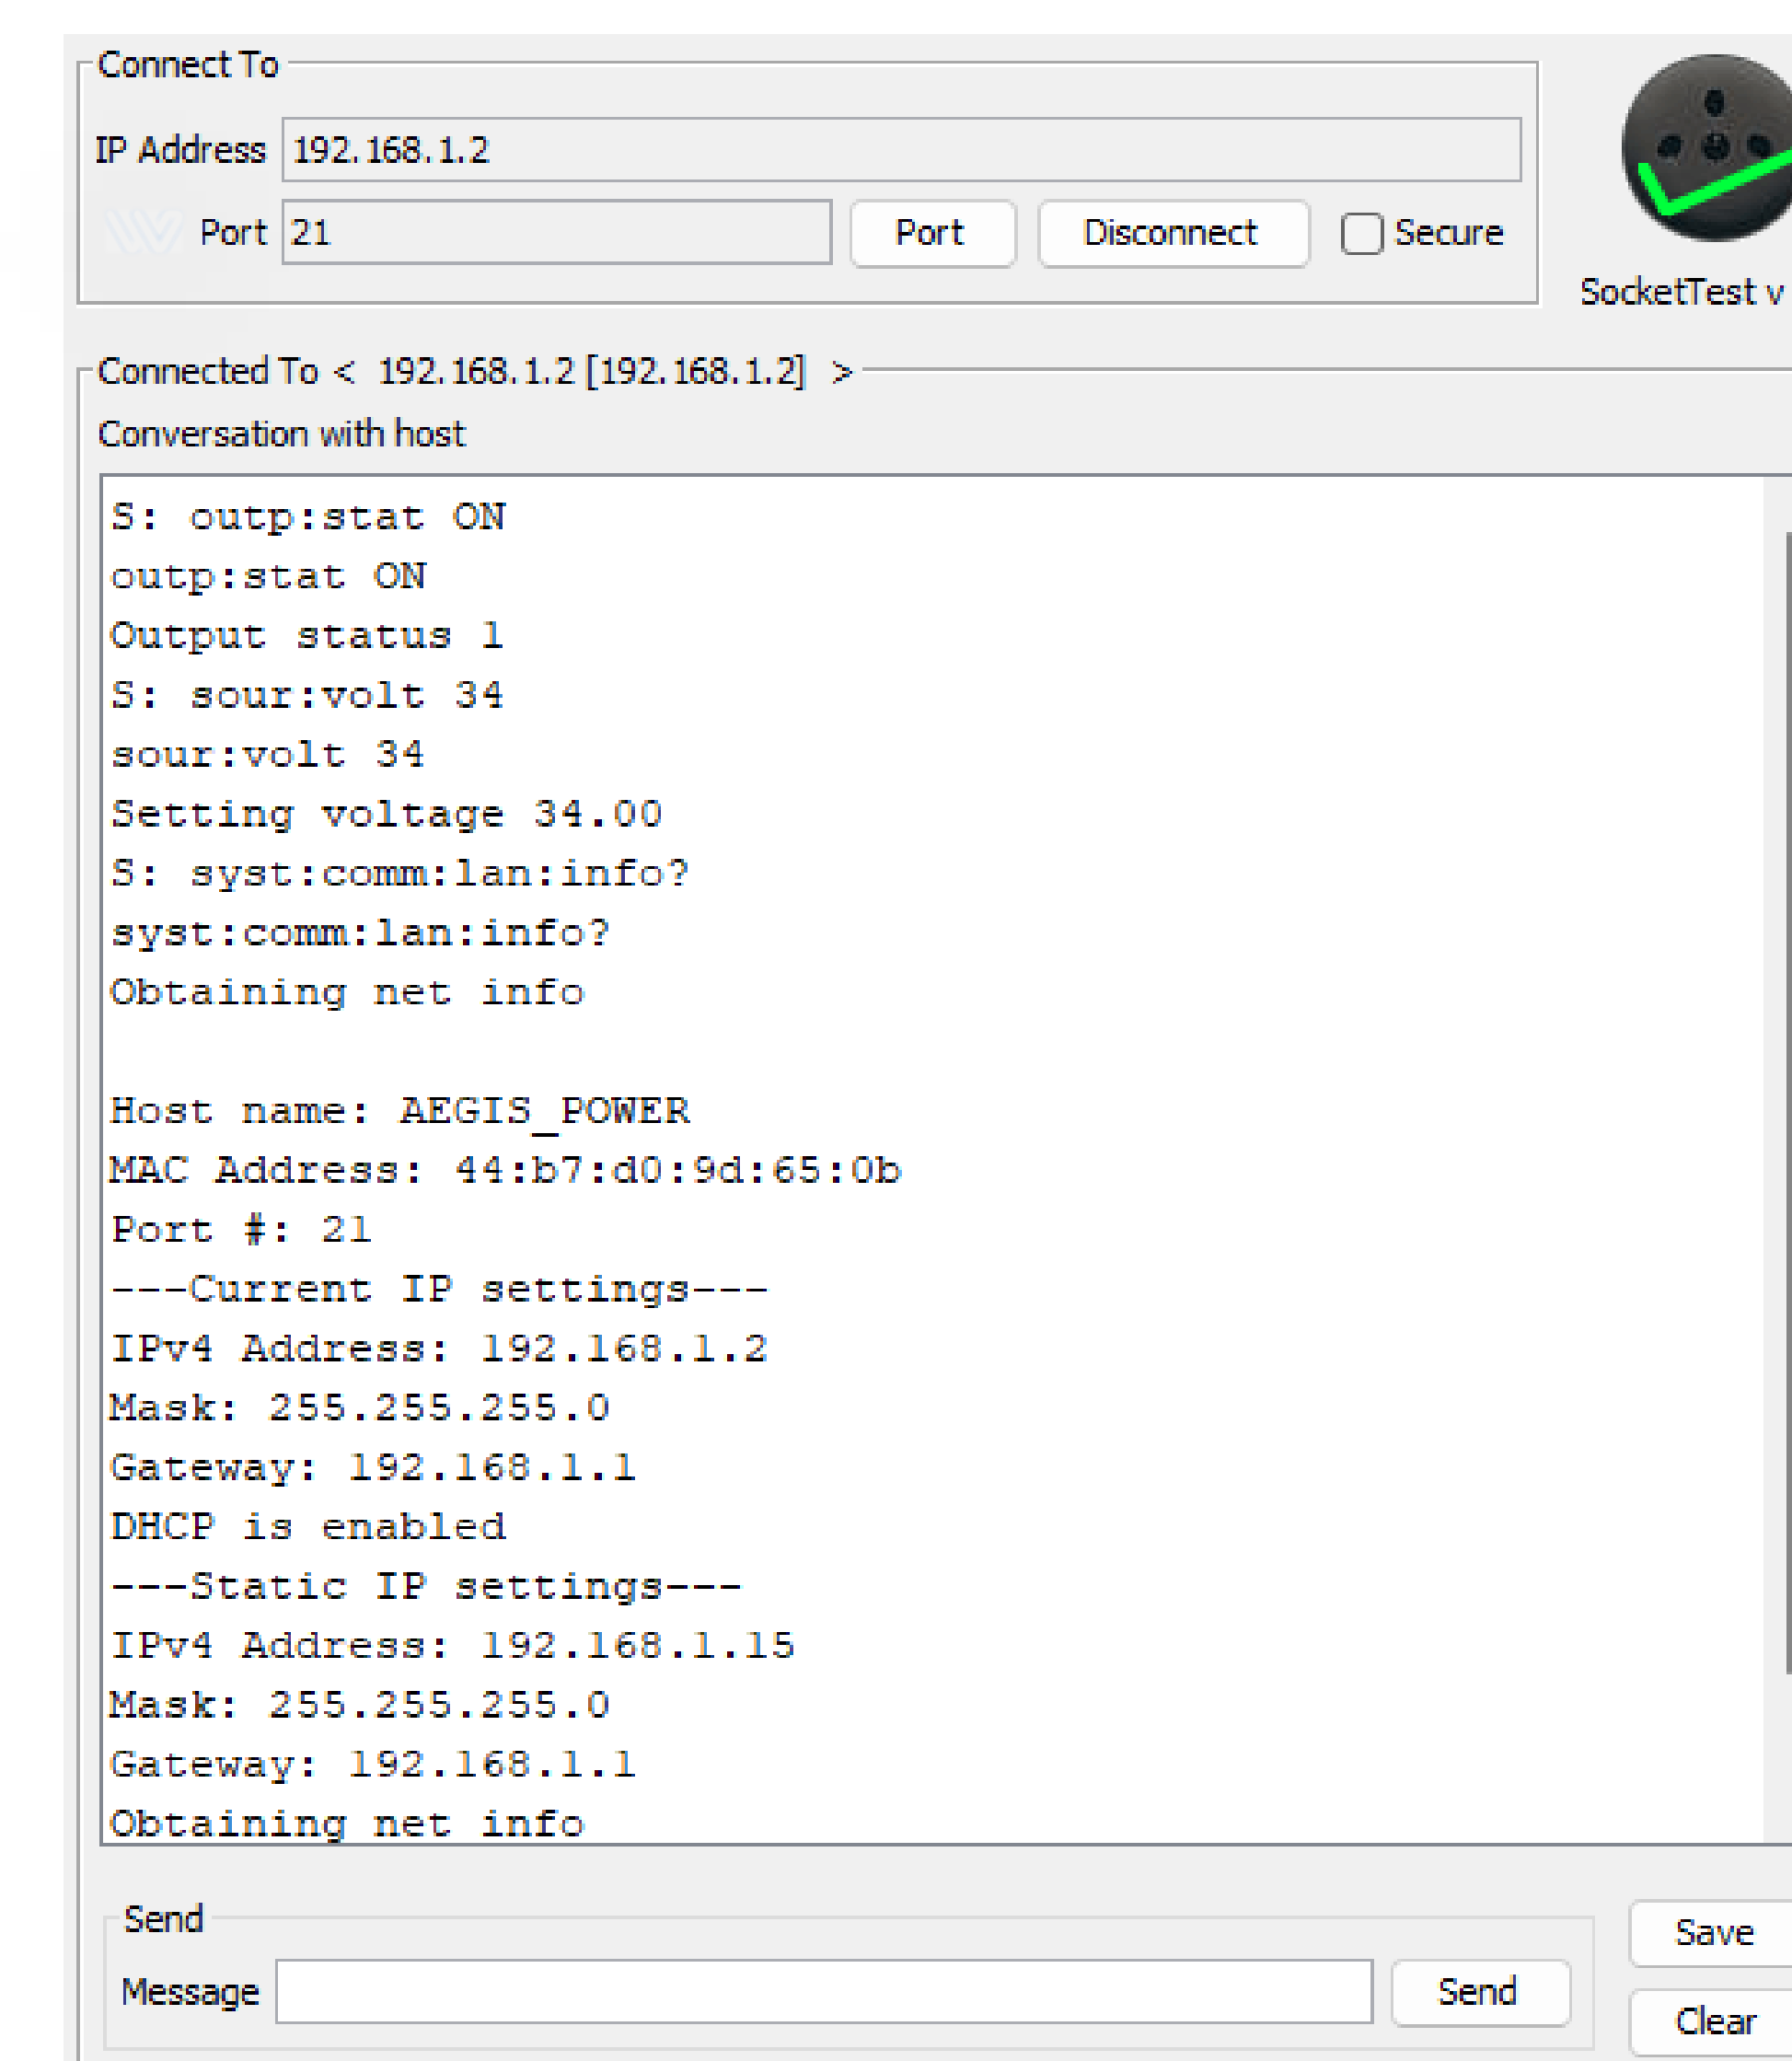 Connect To
IP Address 192.168.1.2
Port 21 Port Disconnect Secure
SocketTest v
Connected To < 192.168.1.2 [192.168.1.2] >
Conversation with host
S: outp:stat ON
outp:stat ON
Output status 1
S: sour:volt 34
sour:volt 34
Setting voltage 34.00
S: syst:comm:lan:info?
syst:comm:lan:info?
Obtaining net info
Host name: AEGIS_POWER
MAC Address: 44:b7:d0:9d:65:0b
Port #: 21
---Current IP settings---
IPv4 Address: 192.168.1.2
Mask: 255.255.255.0
Gateway: 192.168.1.1
DHCP is enabled
---Static IP settings---
IPv4 Address: 192.168.1.15
Mask: 255.255.255.0
Gateway: 192.168.1.1
Obtaining net info
Send
Message Send
Save
Clear